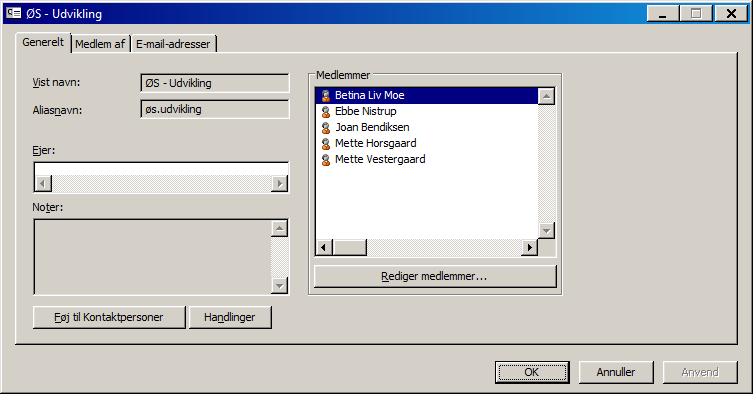 ØS - Udvikling
Generelt
Medlem af
E-mail-adresser
Vist navn:
ØS - Udvikling
Aliasnavn:
øs.udvikling
Ejer:
Noter:
Føj til Kontaktpersoner
Handlinger
Medlemmer
Betina Liv Moe
Ebbe Nistrup
Joan Bendiksen
Mette Horsgaard
Mette Vestergaard
Rediger medlemmer...
OK
Annuller
Anvend